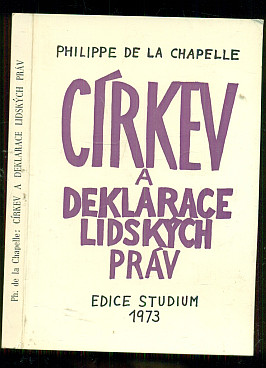 Ph. de la Chapelle: CÍRKEV A DEKLARACE LIDSKÝCH PRÁV
PHILIPPE DE LA CHAPELLE
CÍRKEV
A
DEKLARACE
LIDSKÝCH
PRÁV
EDICE STUDIUM
1973